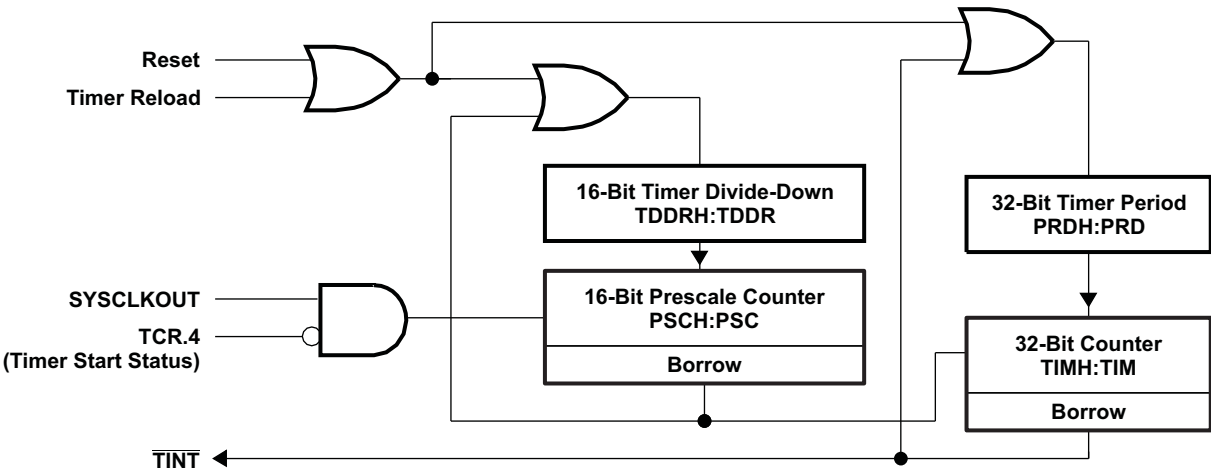 Reset
Timer Reload
16-Bit Timer Divide-Down
TDDRH:TDDR
32-Bit Timer Period
PRDH:PRD
SYSCLKOUT
TCR.4
(Timer Start Status)
16-Bit Prescale Counter
PSCH:PSC
Borrow
32-Bit Counter
TIMH:TIM
Borrow
TINT